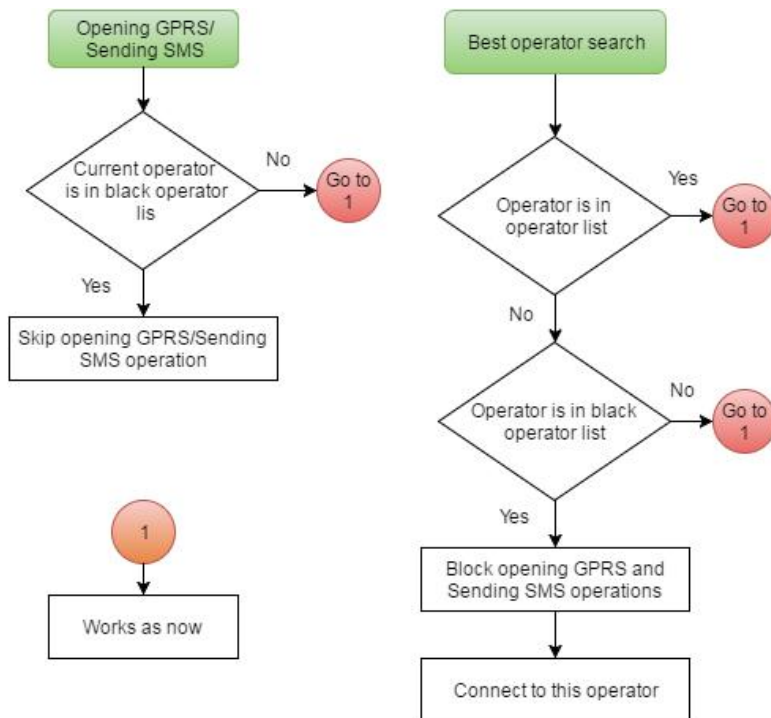 Opening GPRS/
Sending SMS
Current operator
is in black operator
lis
No
Go to
1
Yes
Skip opening GPRS/Sending
SMS operation
1
Works as now
Best operator search
Operator is in
operator list
Yes
Go to
1
No
Operator is in black
operator list
No
Go to
1
Yes
Block opening GPRS and
Sending SMS operations
Connect to this operator